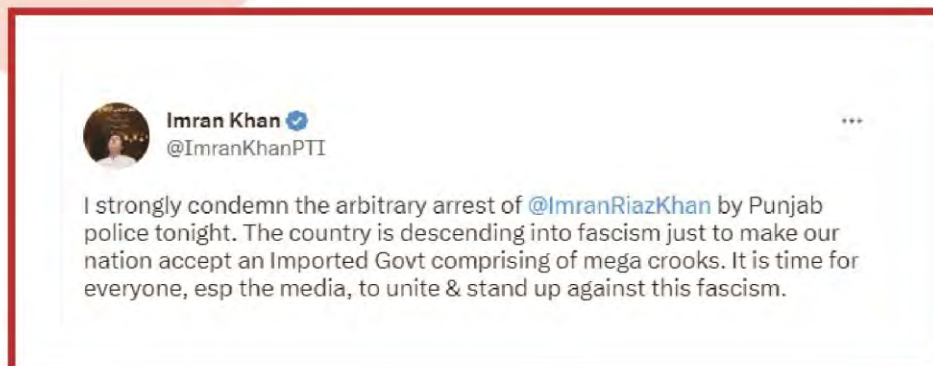 Imran Khan
@ImranKhanPTI
I strongly condemn the arbitrary arrest of @ImranRiazKhan by Punjab
police tonight. The country is descending into fascism just to make our
nation accept an Imported Govt comprising of mega crooks. It is time for
everyone, esp the media, to unite & stand up against this fascism.